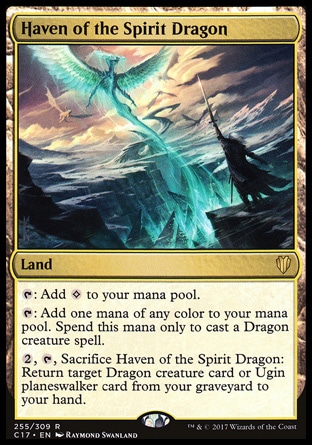 Haven of the Spirit Dragon
Land
: Add to your mana pool.
: Add one mana of any color to your mana
pool. Spend this mana only to cast a Dragon
creature spell.
2, , Sacrifice Haven of the Spirit Dragon:
Return target Dragon creature card or Ugin
planeswalker card from your graveyard to
your hand.
255/309 R
C17 • EN RAYMOND SWANLAND
™ & © 2017 Wizards of the Coast